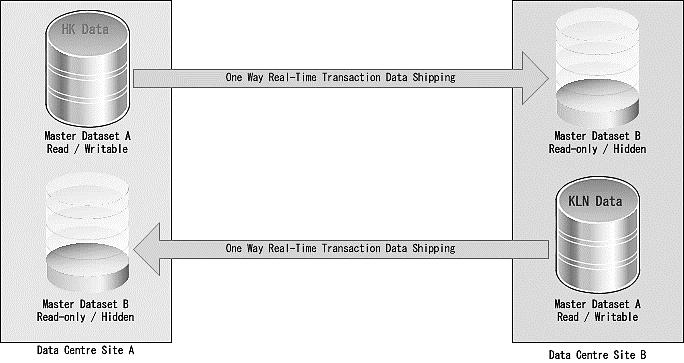 HK Data
Master Dataset A
Read / Writable
One Way Real-Time Transaction Data Shipping
Master Dataset B
Read-only / Hidden
Master Dataset B
Read-only / Hidden
One Way Real-Time Transaction Data Shipping
KLN Data
Master Dataset A
Read / Writable
Data Centre Site A
Data Centre Site B